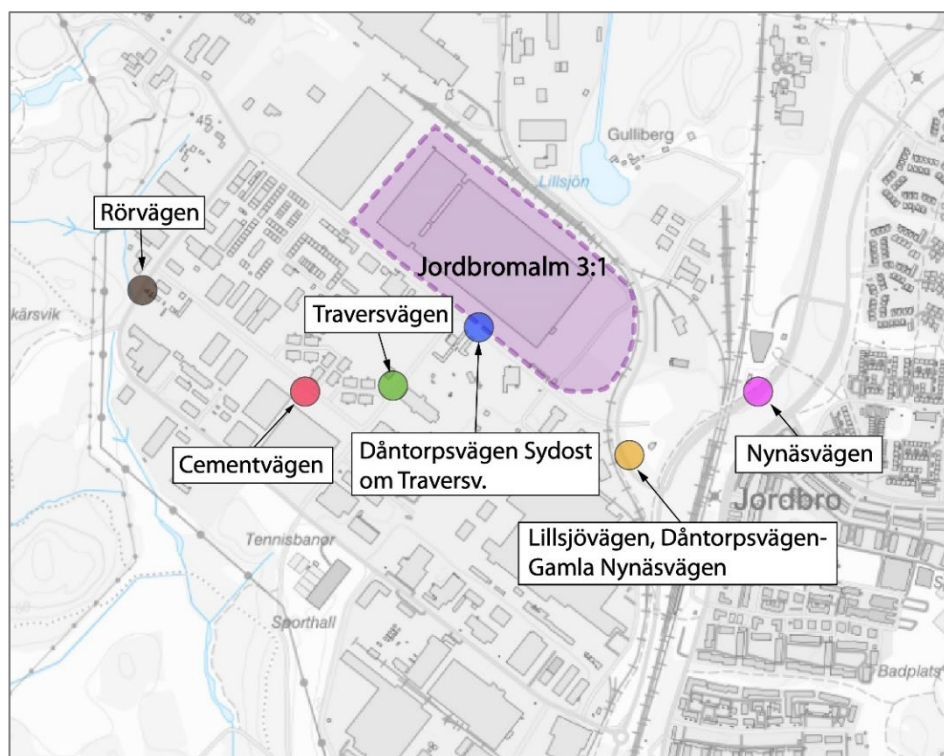 45
Gulliberg
Lillsjön
Rörvägen
Jordbromalm 3:1
Traversvägen
kärsvik
Cementvägen
Dåntorpsvägen Sydost
om Traversv.
Nynäsvägen
Jordbro
Lillsjövägen, Dåntorpsvägen-
Gamla Nynäsvägen
Tennisbanor
Sporthall
Badplats